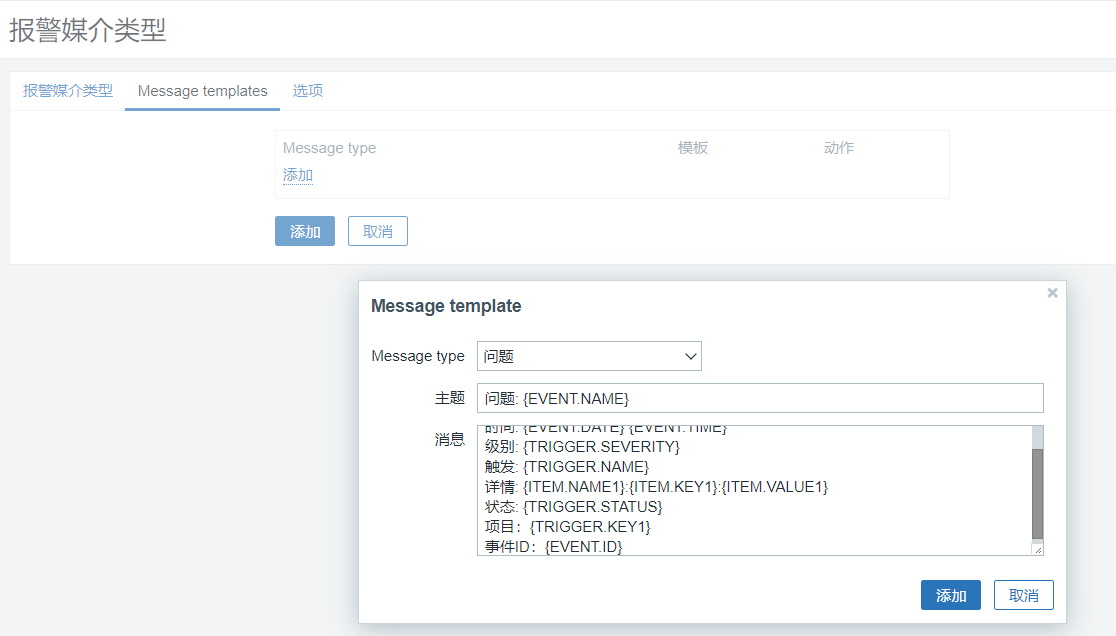 报警媒介类型
报警媒介类型 Message templates 选项
Message type 模板 动作
添加
添加 取消
Message template
Message type 问题
主题 问题: {EVENT.NAME}
消息 时间: {EVENT.DATE} {EVENT.TIME}
级别: {TRIGGER.SEVERITY}
触发: {TRIGGER.NAME}
详情: {ITEM.NAME1}:{ITEM.KEY1}:{ITEM.VALUE1}
状态: {TRIGGER.STATUS}
项目：{TRIGGER.KEY1}
事件ID：{EVENT.ID}
添加 取消